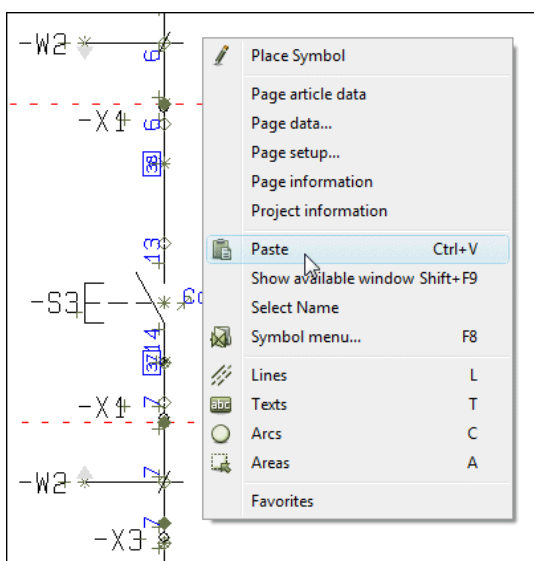 -W2
6
Place Symbol
Page article data
-X1
6
Page data...
38
Page setup...
Page information
Project information
13
Paste Ctrl+V
Show available window Shift+F9
-S3
Select Name
14
Symbol menu... F8
37
Lines L
-X1
7
abc Texts T
Arcs C
Areas A
-W2
7
Favorites
7
-X3